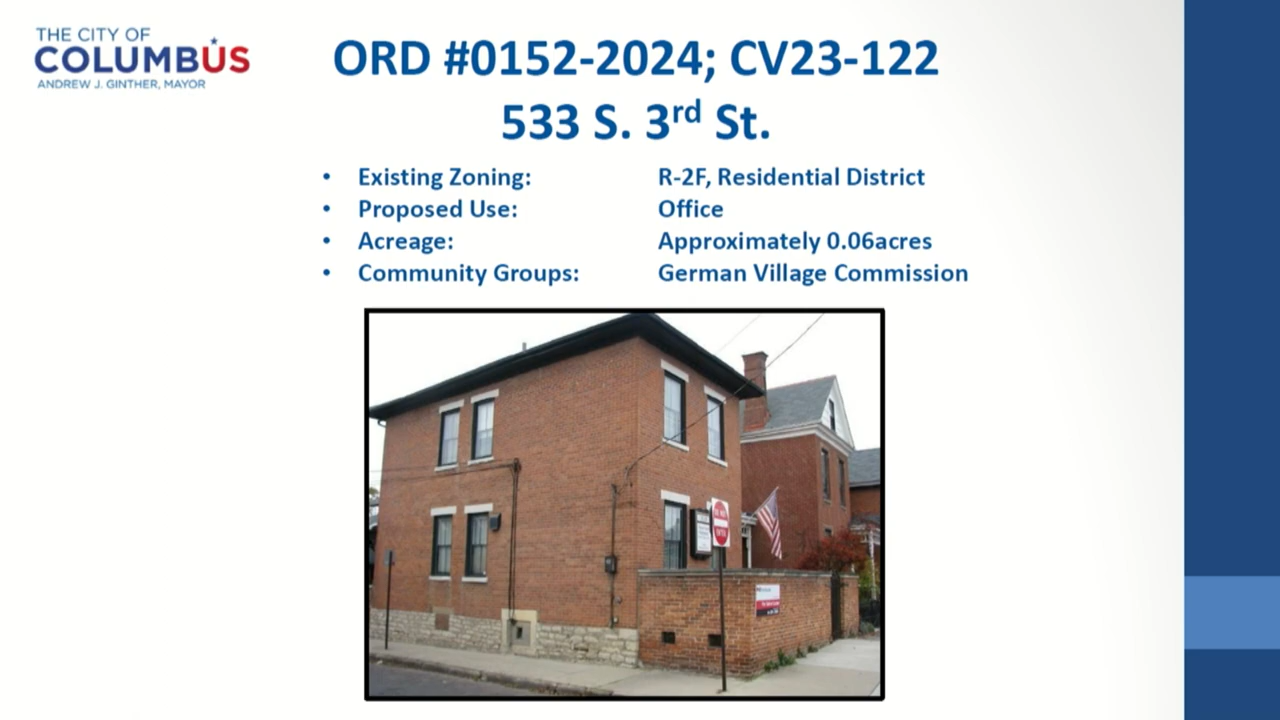 THE CITY OF
COLUMBUS
ANDREW J. GINTHER, MAYOR
ORD #0152-2024; CV23-122
533 S. 3rd St.
• Existing Zoning: R-2F, Residential District
• Proposed Use: Office
• Acreage: Approximately 0.06acres
• Community Groups: German Village Commission
DO NOT
ENTER